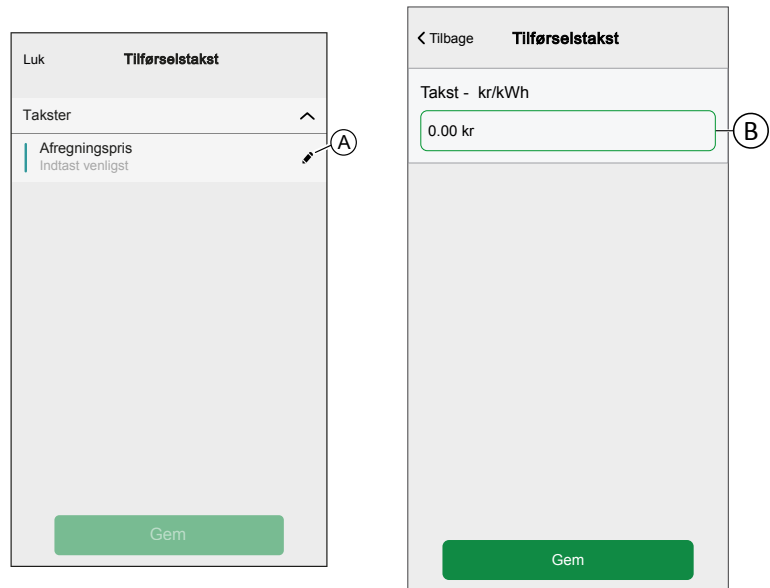 Luk Tilførselstakst
Takster
Afregningspris
Indtast venligst
A
Gem
Tilbage Tilførselstakst
Takst - kr/kWh
0.00 kr
B
Gem